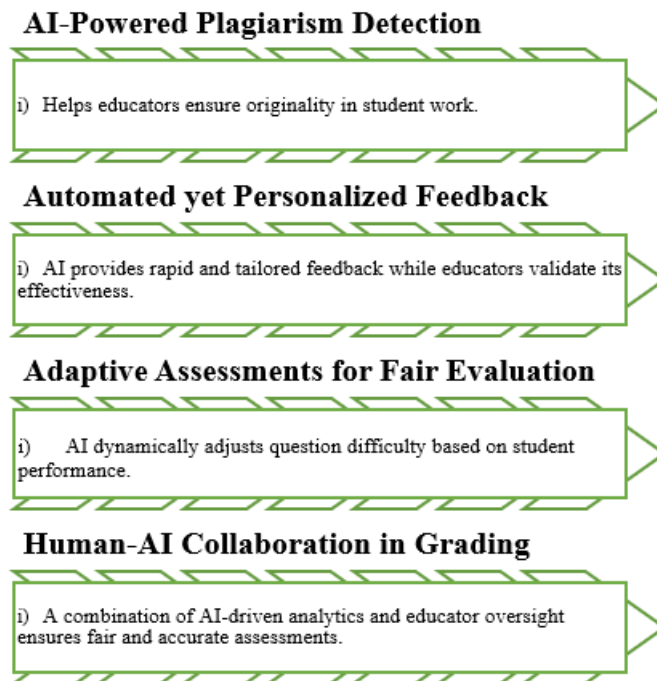 AI-Powered Plagiarism Detection
i) Helps educators ensure originality in student work.
Automated yet Personalized Feedback
i) AI provides rapid and tailored feedback while educators validate its
effectiveness.
Adaptive Assessments for Fair Evaluation
i) AI dynamically adjusts question difficulty based on student
performance.
Human-AI Collaboration in Grading
i) A combination of AI-driven analytics and educator oversight
ensures fair and accurate assessments.